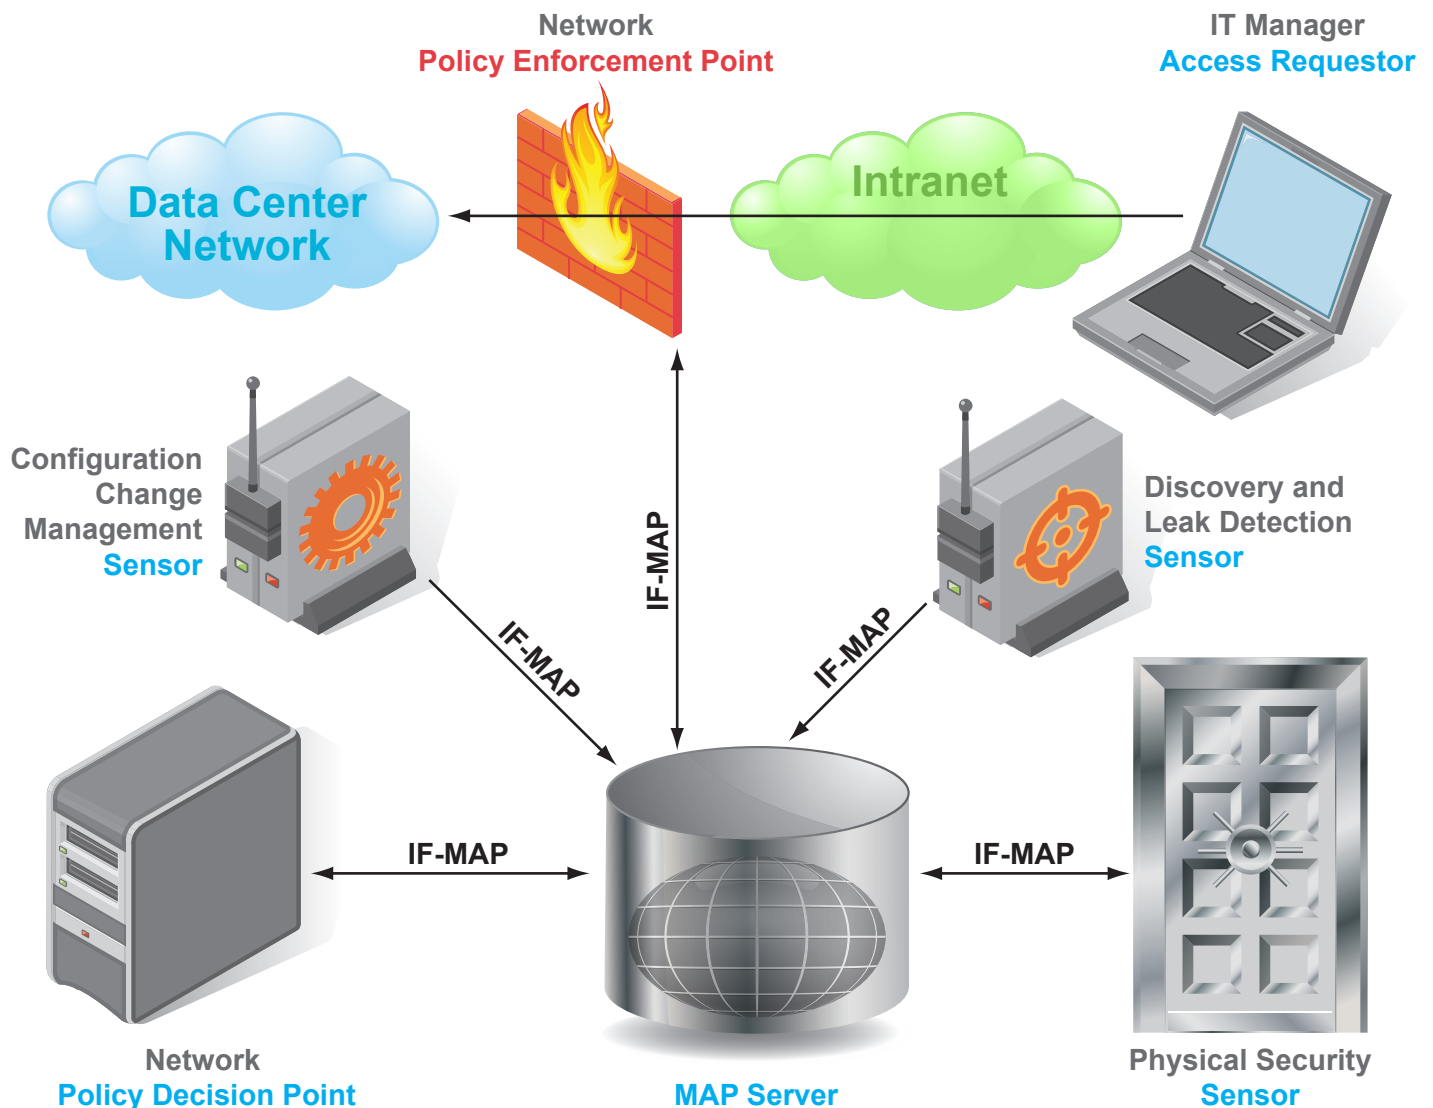 Network
Policy Enforcement Point
IT Manager
Access Requestor
Data Center
Network
Intranet
Configuration
Change
Management
Sensor
Discovery and
Leak Detection
Sensor
IF-MAP
IF-MAP
IF-MAP
IF-MAP
IF-MAP
Network
Policy Decision Point
MAP Server
Physical Security
Sensor